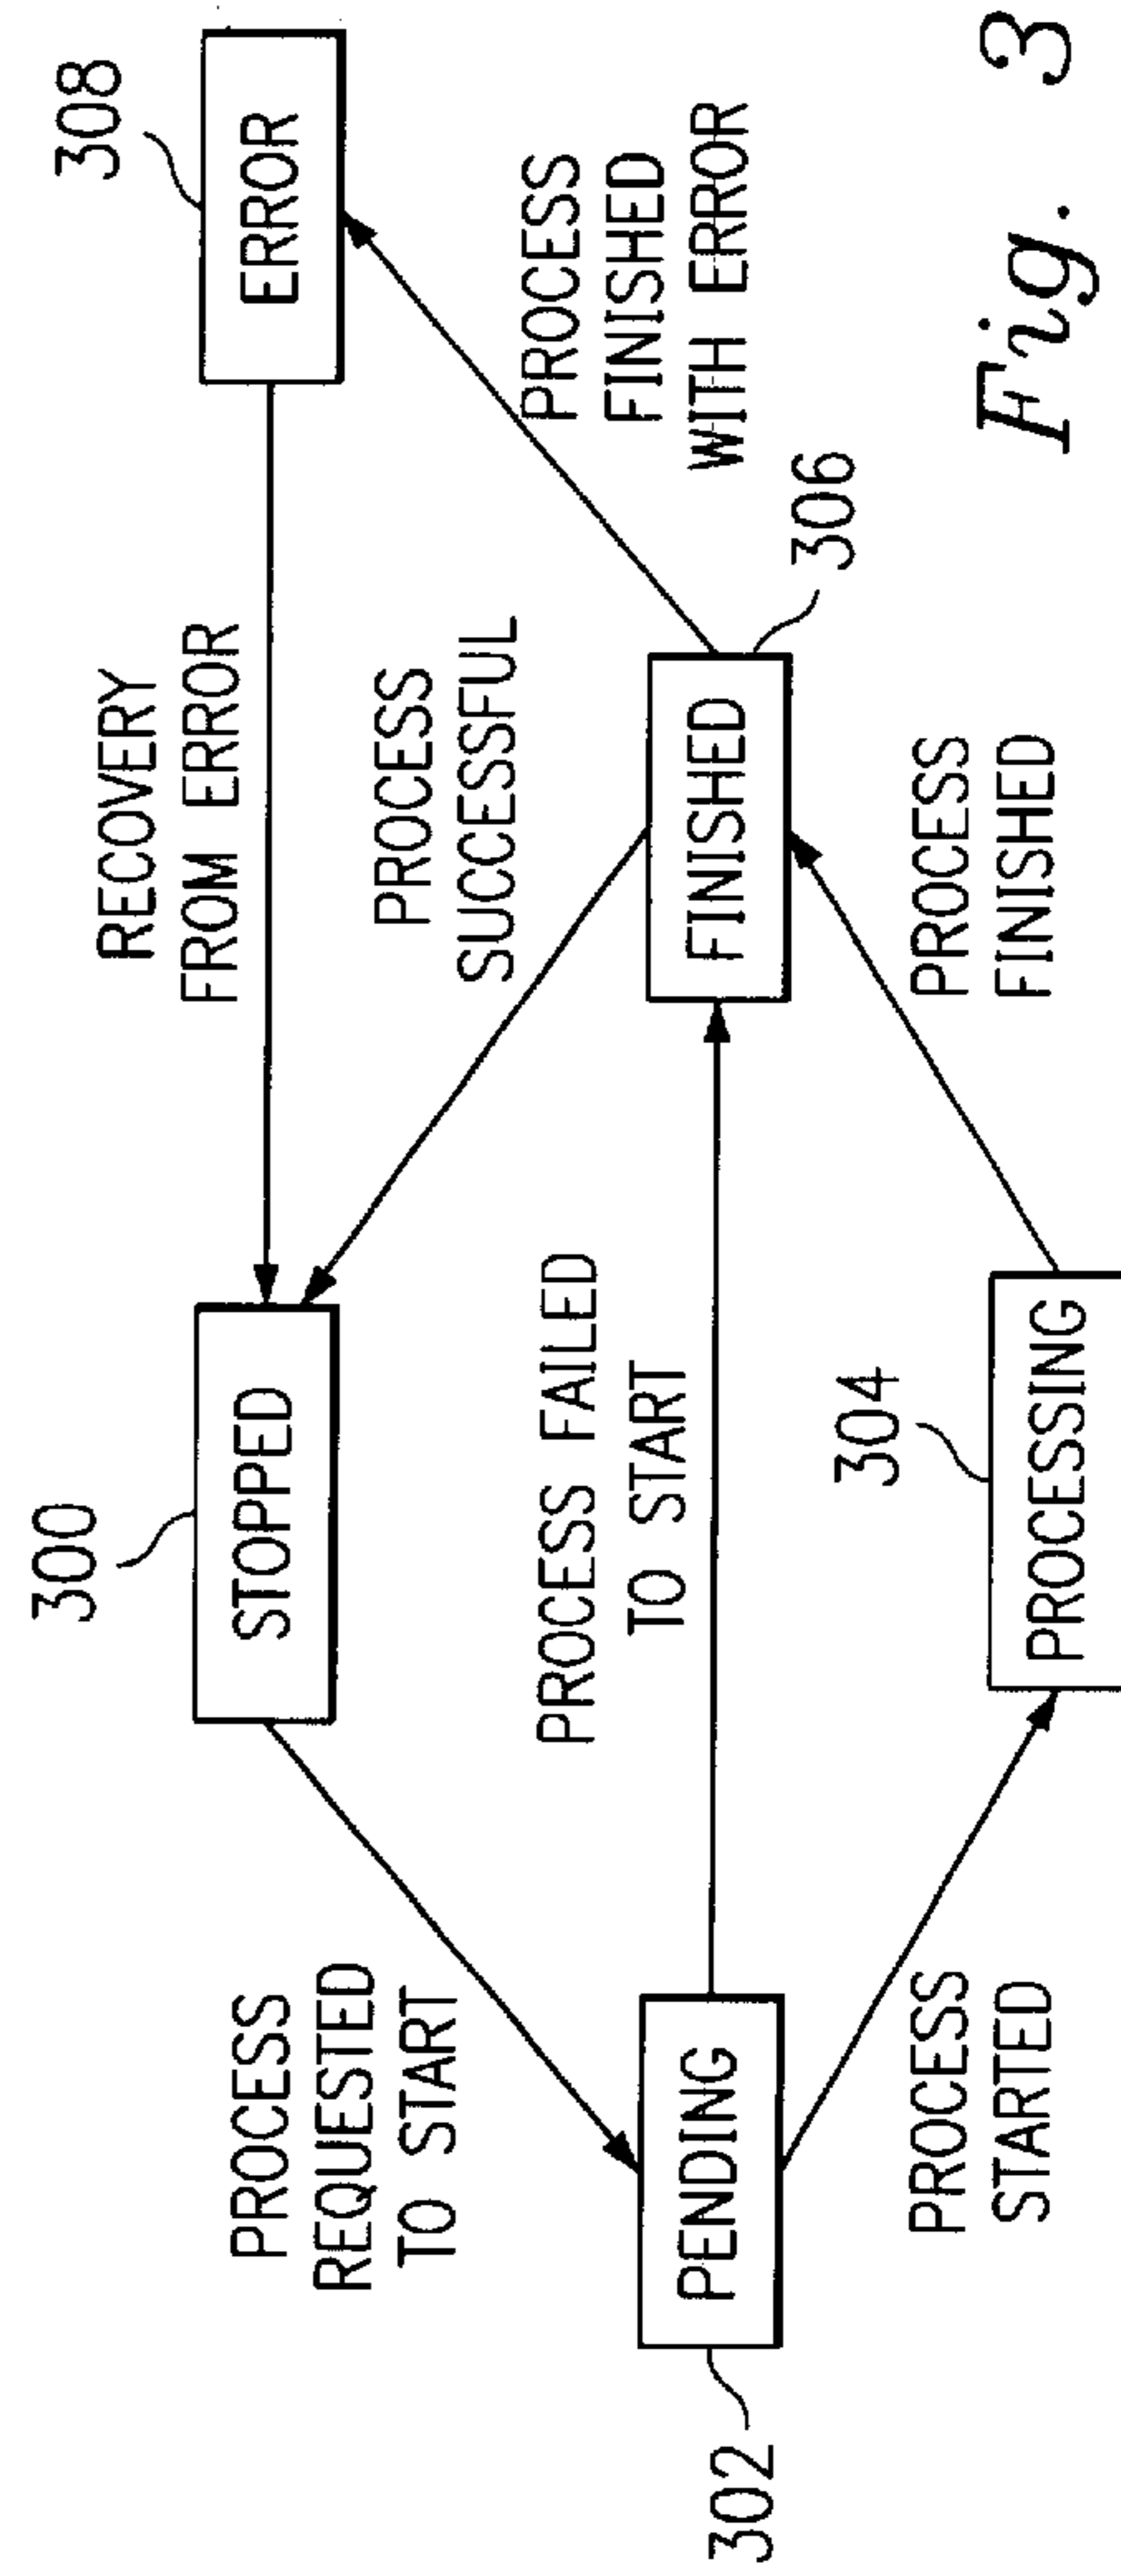 300
308
STOPPED
ERROR
RECOVERY
FROM ERROR
PROCESS
REQUESTED
TO START
PROCESS
SUCCESSFUL
PROCESS FAILED
TO START
PROCESS
FINISHED
WITH ERROR
302
PENDING
FINISHED
306
304
PROCESS
STARTED
PROCESSING
PROCESS
FINISHED
Fig. 3